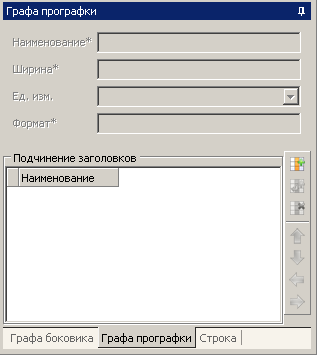 Графа прографки
Наименование*
Ширина*
Ед. изм.
Формат*
Подчинение заголовков
Наименование
Графа боковика Графа прографки Строка